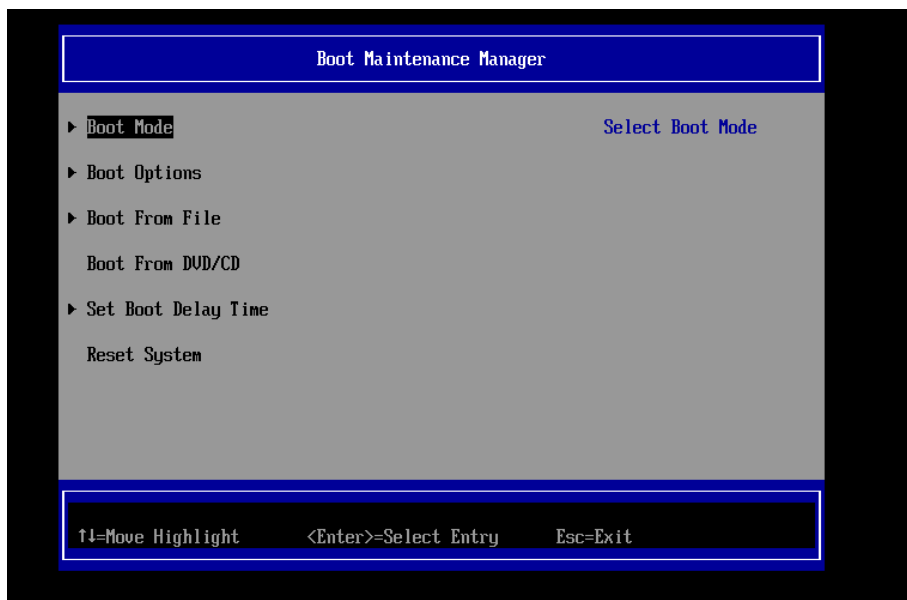 Boot Maintenance Manager
Boot Mode
Select Boot Mode
Boot Options
Boot From File
Boot From DVD/CD
Set Boot Delay Time
Reset System
↑↓=Move Highlight <Enter>=Select Entry Esc=Exit